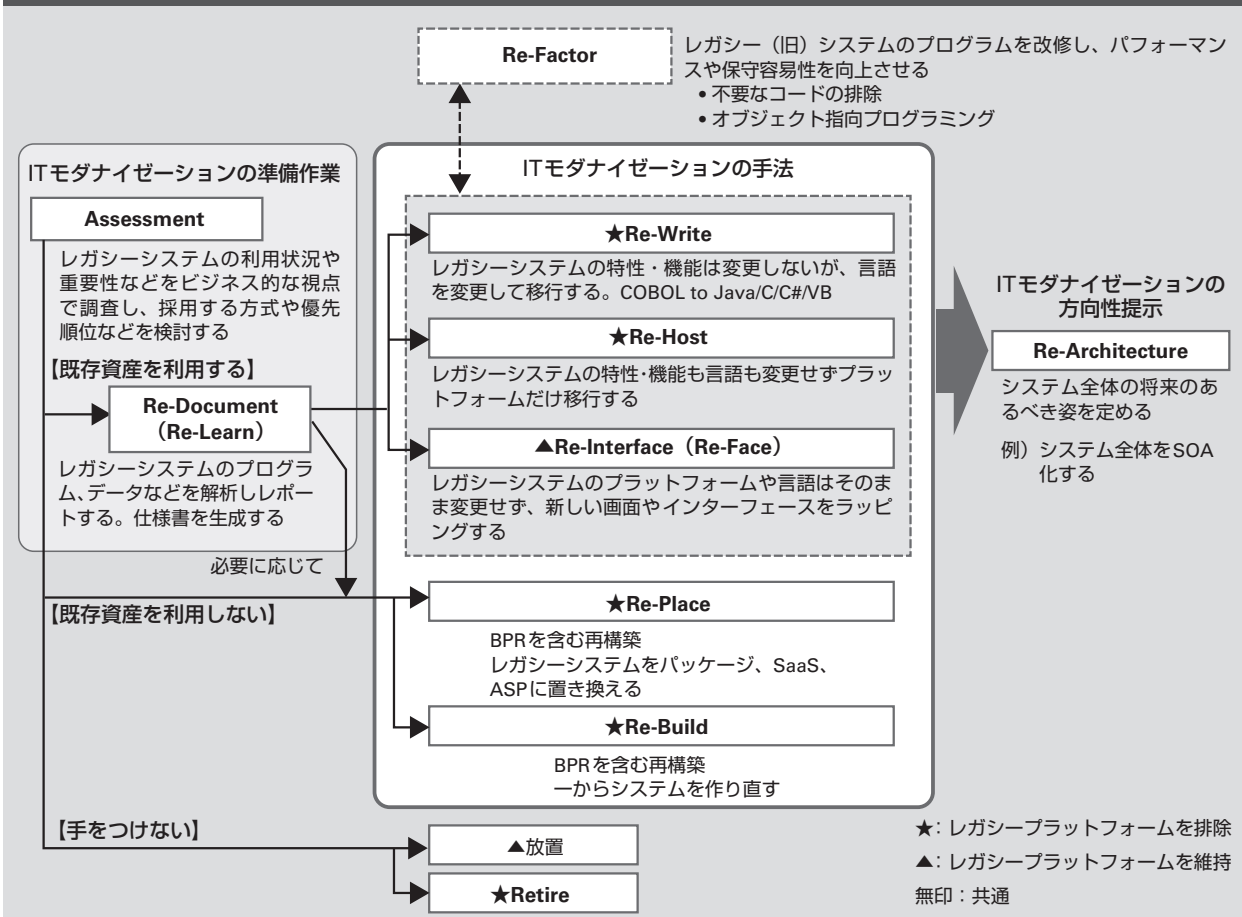 Re-Factor
レガシー（旧）システムのプログラムを改修し、パフォーマン
スや保守容易性を向上させる
•不要なコードの排除
•オブジェクト指向プログラミング
ITモダナイゼーションの準備作業
Assessment
レガシーシステムの利用状況や
重要性などをビジネス的な視点
で調査し、採用する方式や優先
順位などを検討する
【既存資産を利用する】
Re-Document
（Re-Learn）
レガシーシステムのプログラ
ム、データなどを解析しレポー
トする。仕様書を生成する
必要に応じて
【既存資産を利用しない】
【手をつけない】
ITモダナイゼーションの手法
★Re-Write
レガシーシステムの特性・機能は変更しないが、言語
を変更して移行する。COBOL to Java/C/C#/VB
★Re-Host
レガシーシステムの特性・機能も言語も変更せずプラッ
トフォームだけ移行する
▲Re-Interface（Re-Face）
レガシーシステムのプラットフォームや言語はそのま
ま変更せず、新しい画面やインターフェースをラッピ
ングする
★Re-Place
BPRを含む再構築
レガシーシステムをパッケージ、SaaS、
ASPに置き換える
★Re-Build
BPRを含む再構築
一からシステムを作り直す
▲放置
★Retire
ITモダナイゼーションの
方向性提示
Re-Architecture
システム全体の将来のあ
るべき姿を定める
例）システム全体をSOA
化する
★：レガシープラットフォームを排除
▲：レガシープラットフォームを維持
無印：共通